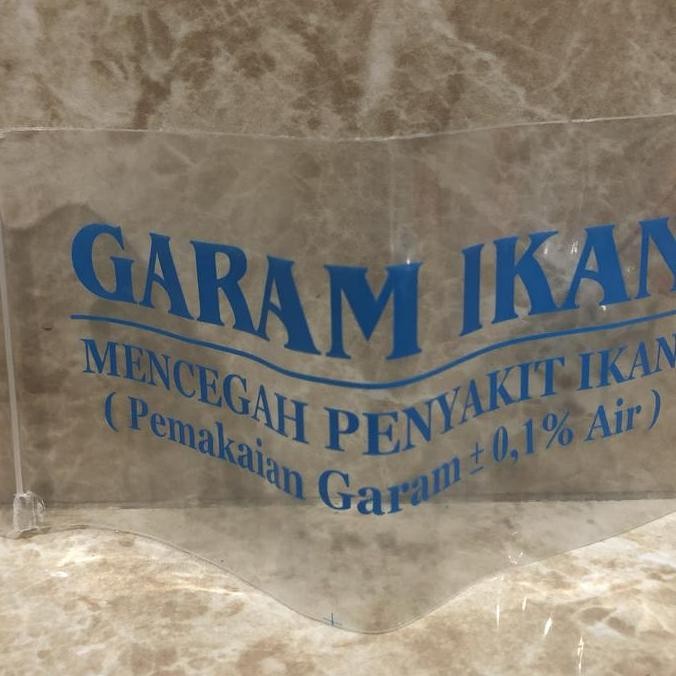 GARAM IKAN
MENCEGAH PENYAKIT IKAN
( Pemakaian Garam ± 0,1% Air )